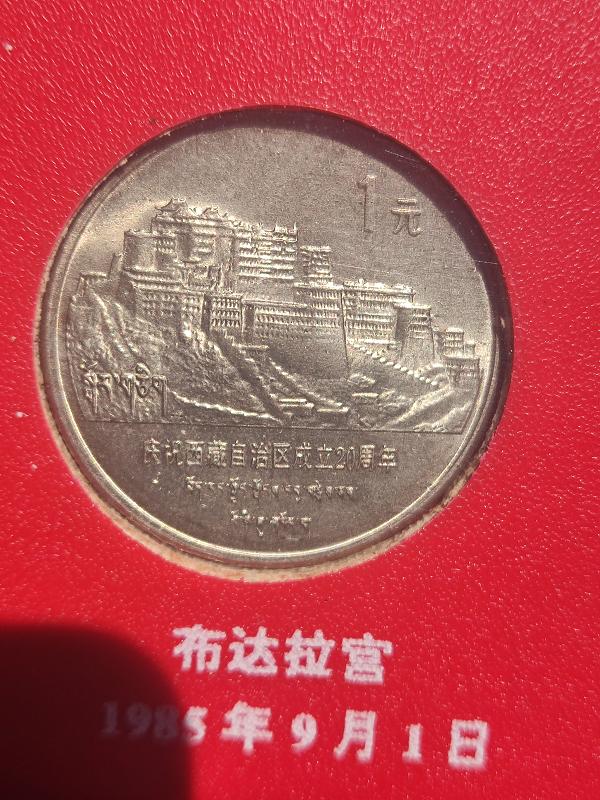 1元
སྒོར་གཅིག
庆祝西藏自治区成立20周年
布达拉宫
1985年9月1日